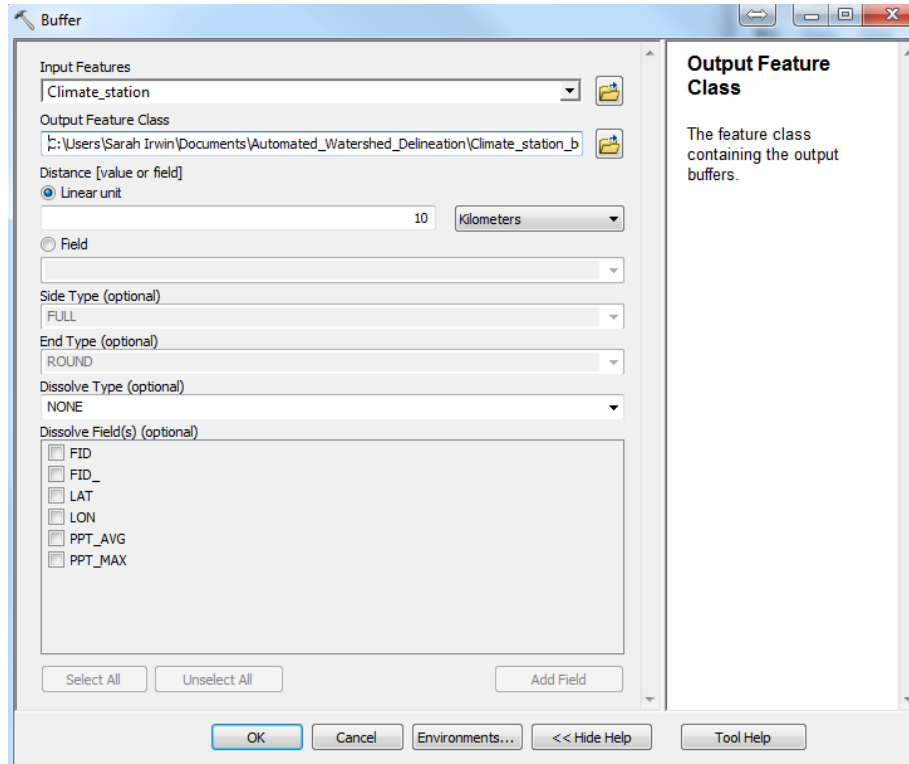 Buffer
Input Features
Climate_station
Output Feature Class
C:\Users\Sarah Irwin\Documents\Automated_Watershed_Delineation\Climate_station_b
Distance [value or field]
Linear unit
10 Kilometers
Field
Side Type (optional)
FULL
End Type (optional)
ROUND
Dissolve Type (optional)
NONE
Dissolve Field(s) (optional)
FID
FID_
LAT
LON
PPT_AVG
PPT_MAX
Select All Unselect All Add Field
OK Cancel Environments... << Hide Help Tool Help
Output Feature
Class
The feature class
containing the output
buffers.